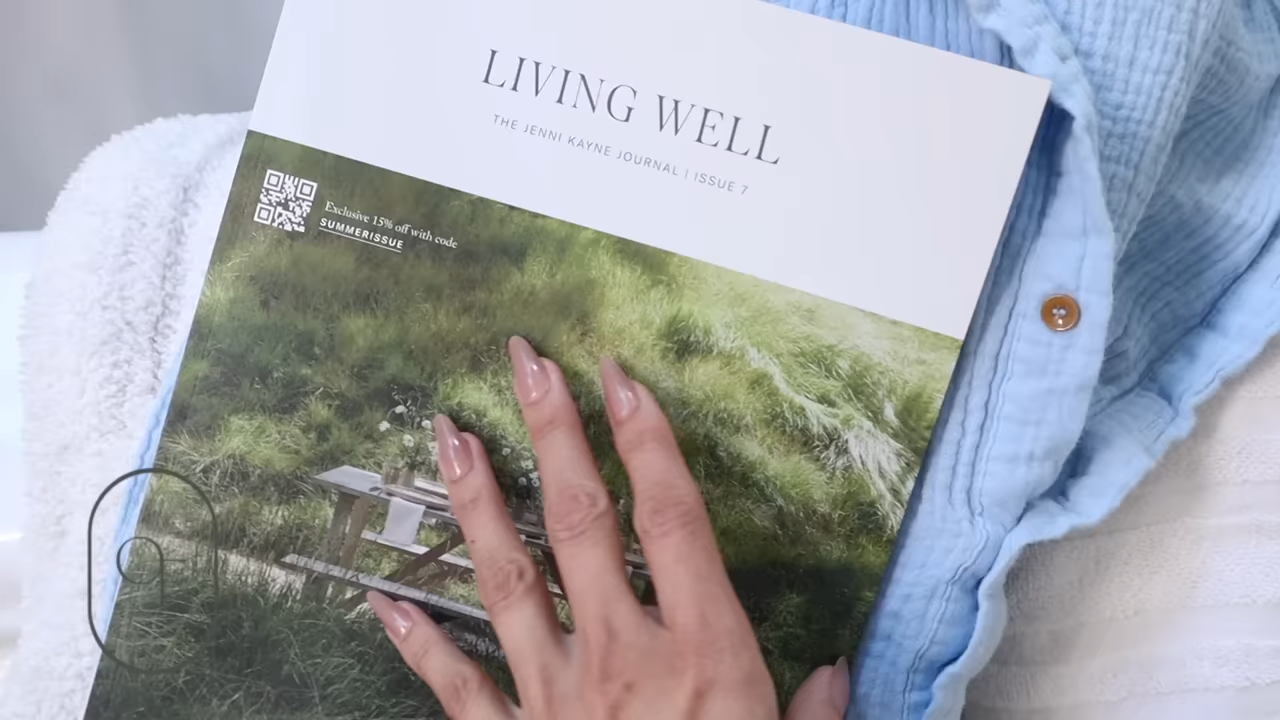 LIVING WELL
THE JENNI KAYNE JOURNAL | ISSUE 7
Exclusive 15% off with code
SUMMERISSUE